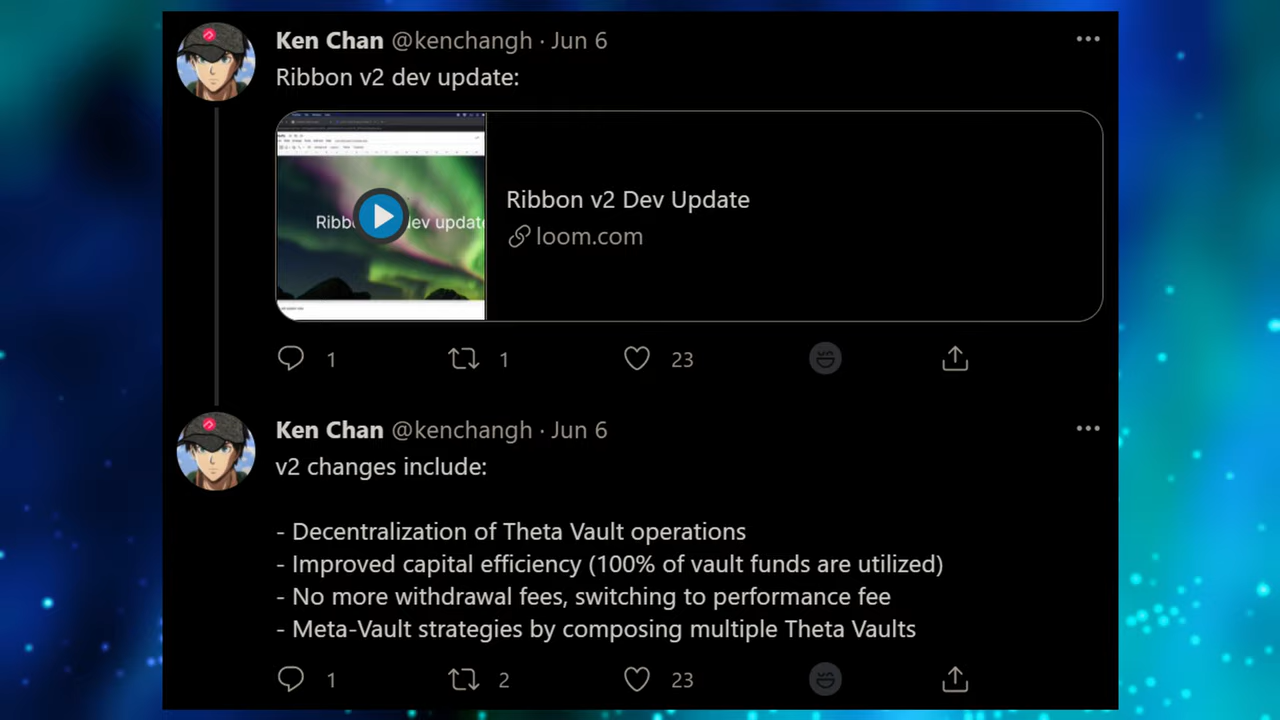 Ken Chan @kenchangh · Jun 6
Ribbon v2 dev update:
Ribb dev update
Ribbon v2 Dev Update
loom.com
1 1 23
Ken Chan @kenchangh · Jun 6
v2 changes include:
- Decentralization of Theta Vault operations
- Improved capital efficiency (100% of vault funds are utilized)
- No more withdrawal fees, switching to performance fee
- Meta-Vault strategies by composing multiple Theta Vaults
1 2 23